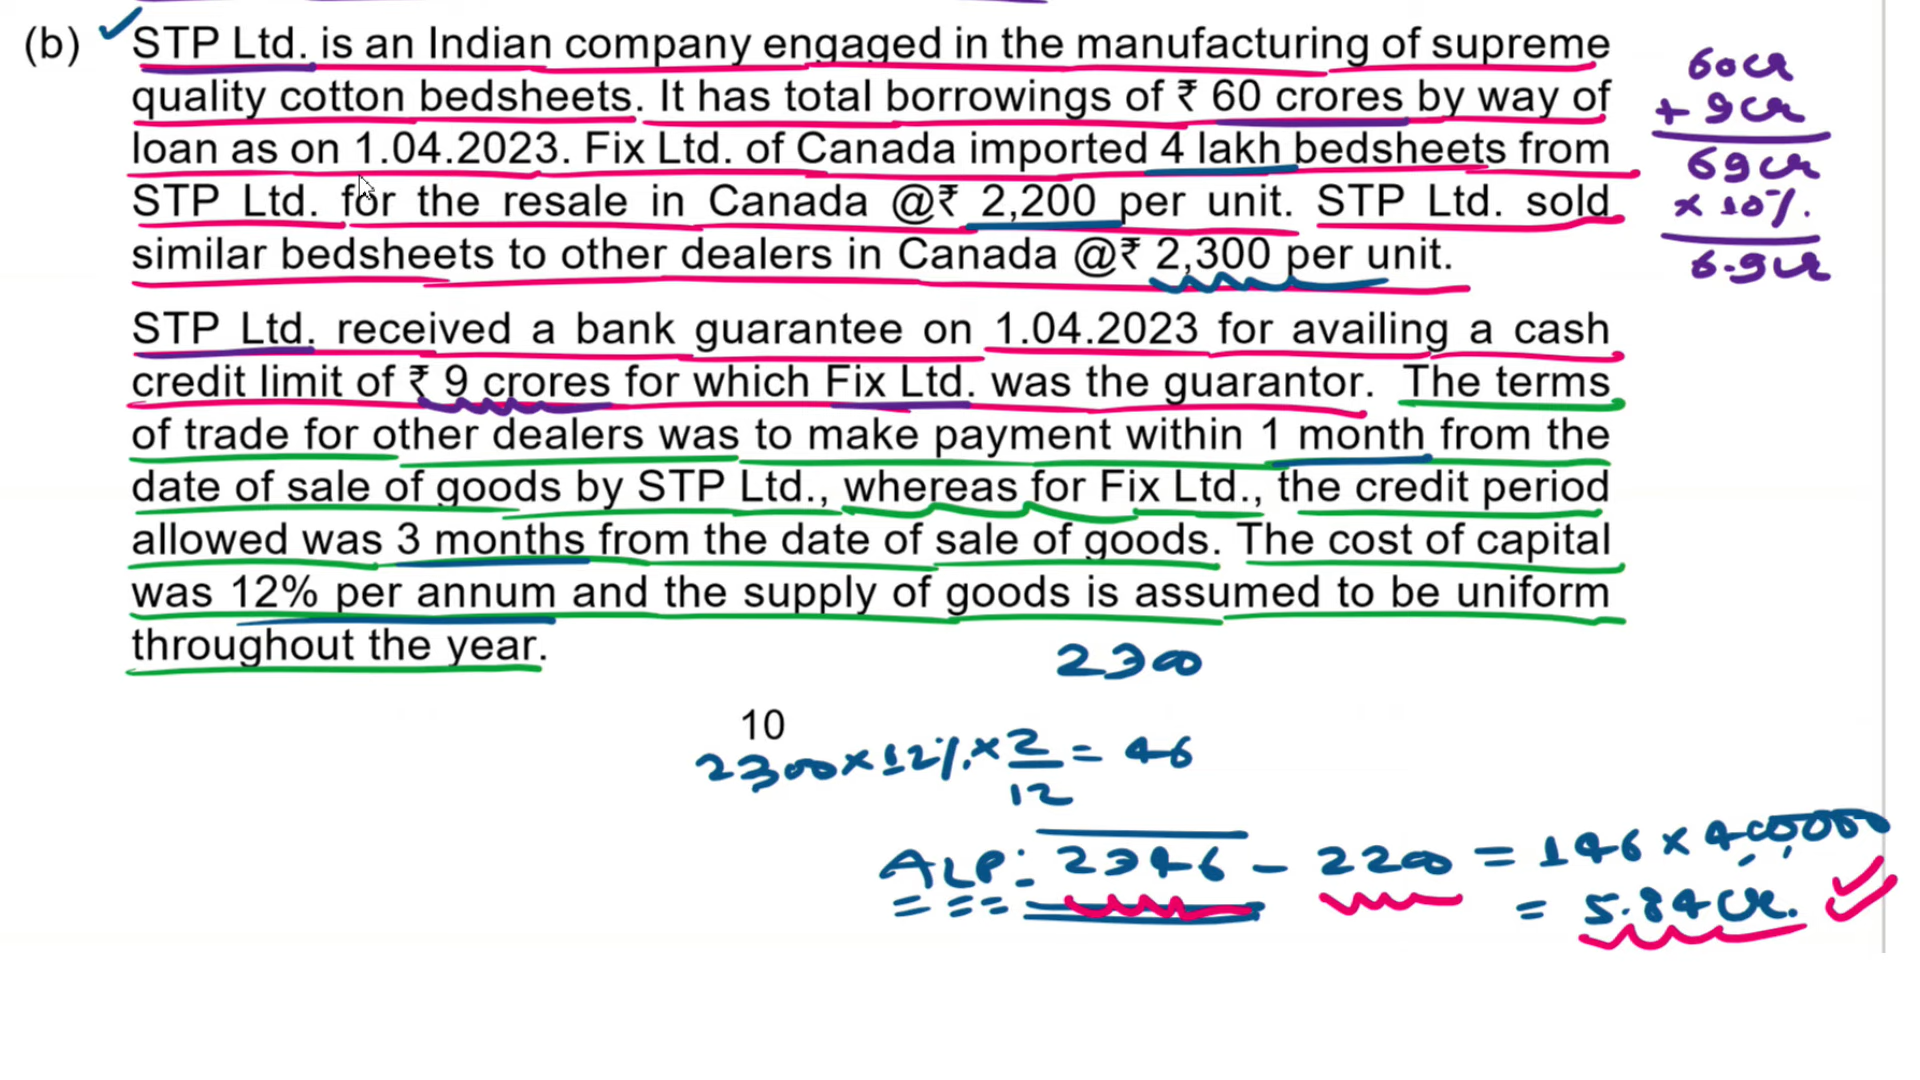 (b) STP Ltd. is an Indian company engaged in the manufacturing of supreme
quality cotton bedsheets. It has total borrowings of ₹ 60 crores by way of
loan as on 1.04.2023. Fix Ltd. of Canada imported 4 lakh bedsheets from
STP Ltd. for the resale in Canada @₹ 2,200 per unit. STP Ltd. sold
similar bedsheets to other dealers in Canada @₹ 2,300 per unit.
60cr
+ 9cr
69cr
x 10%.
6.9cr
STP Ltd. received a bank guarantee on 1.04.2023 for availing a cash
credit limit of ₹ 9 crores for which Fix Ltd. was the guarantor. The terms
of trade for other dealers was to make payment within 1 month from the
date of sale of goods by STP Ltd., whereas for Fix Ltd., the credit period
allowed was 3 months from the date of sale of goods. The cost of capital
was 12% per annum and the supply of goods is assumed to be uniform
throughout the year.
2300
10
2300 x 12% x 2/12 = 46
ALP: 2346 - 2200 = 146 x 400000
= 5.84 Cr.